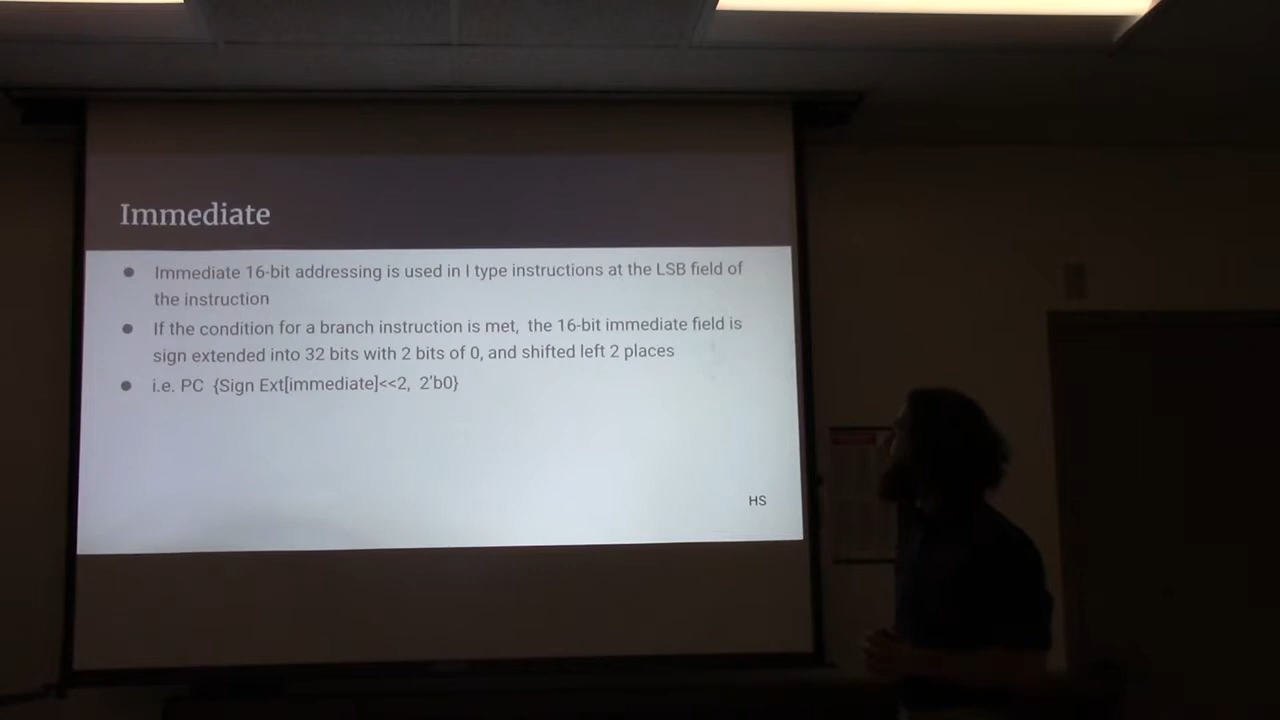 Immediate
● Immediate 16-bit addressing is used in I type instructions at the LSB field of
the instruction
● If the condition for a branch instruction is met, the 16-bit immediate field is
sign extended into 32 bits with 2 bits of 0, and shifted left 2 places
● i.e. PC {Sign Ext[immediate]<<2, 2'b0}
HS